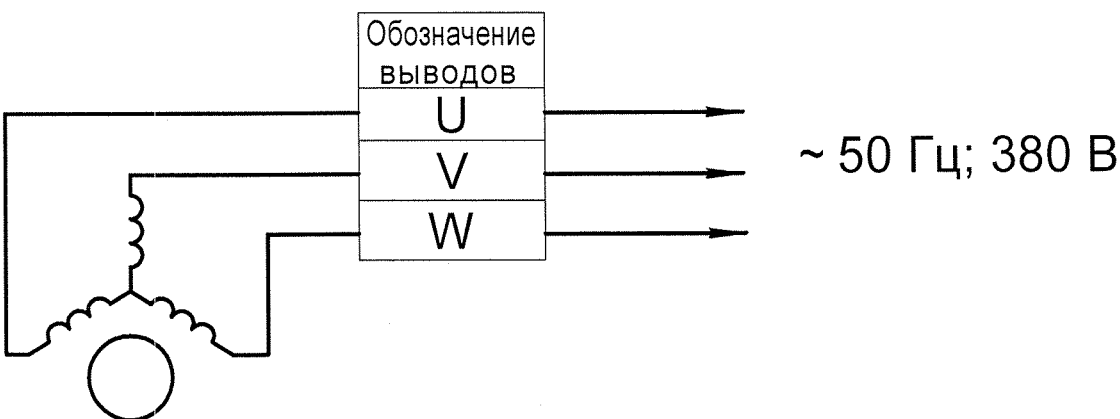 Обозначение
выводов
U
V
W
~ 50 Гц; 380 В